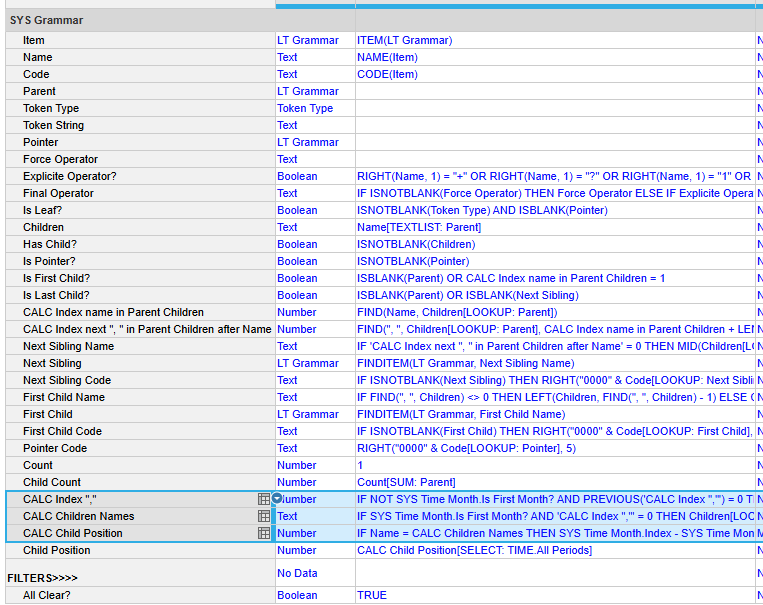 SYS Grammar
Item LT Grammar ITEM(LT Grammar) N
Name Text NAME(Item) N
Code Text CODE(Item) N
Parent LT Grammar N
Token Type Token Type N
Token String Text N
Pointer LT Grammar N
Force Operator Text N
Explicite Operator? Boolean RIGHT(Name, 1) = "+" OR RIGHT(Name, 1) = "?" OR RIGHT(Name, 1) = "1" OR N
Final Operator Text IF ISNOTBLANK(Force Operator) THEN Force Operator ELSE IF Explicite Opera N
Is Leaf? Boolean ISNOTBLANK(Token Type) AND ISBLANK(Pointer) N
Children Text Name[TEXTLIST: Parent] N
Has Child? Boolean ISNOTBLANK(Children) N
Is Pointer? Boolean ISNOTBLANK(Pointer) N
Is First Child? Boolean ISBLANK(Parent) OR CALC Index name in Parent Children = 1 N
Is Last Child? Boolean ISBLANK(Parent) OR ISBLANK(Next Sibling) N
CALC Index name in Parent Children Number FIND(Name, Children[LOOKUP: Parent]) N
CALC Index next ", " in Parent Children after Name Number FIND(", ", Children[LOOKUP: Parent], CALC Index name in Parent Children + LEN N
Next Sibling Name Text IF 'CALC Index next ", " in Parent Children after Name' = 0 THEN MID(Children[LO N
Next Sibling LT Grammar FINDITEM(LT Grammar, Next Sibling Name) N
Next Sibling Code Text IF ISNOTBLANK(Next Sibling) THEN RIGHT("0000" & Code[LOOKUP: Next Sibli N
First Child Name Text IF FIND(", ", Children) <> 0 THEN LEFT(Children, FIND(", ", Children) - 1) ELSE N
First Child LT Grammar FINDITEM(LT Grammar, First Child Name) N
First Child Code Text IF ISNOTBLANK(First Child) THEN RIGHT("0000" & Code[LOOKUP: First Child], N
Pointer Code Text RIGHT("0000" & Code[LOOKUP: Pointer], 5) N
Count Number 1 N
Child Count Number Count[SUM: Parent] N
CALC Index "," Number IF NOT SYS Time Month.Is First Month? AND PREVIOUS('CALC Index ","') = 0 TH N
CALC Children Names Text IF SYS Time Month.Is First Month? AND 'CALC Index ","' = 0 THEN Children[LOO N
CALC Child Position Number IF Name = CALC Children Names THEN SYS Time Month.Index - SYS Time Mon M
Child Position Number CALC Child Position[SELECT: TIME.All Periods] N
FILTERS>>>> No Data N
All Clear? Boolean TRUE N